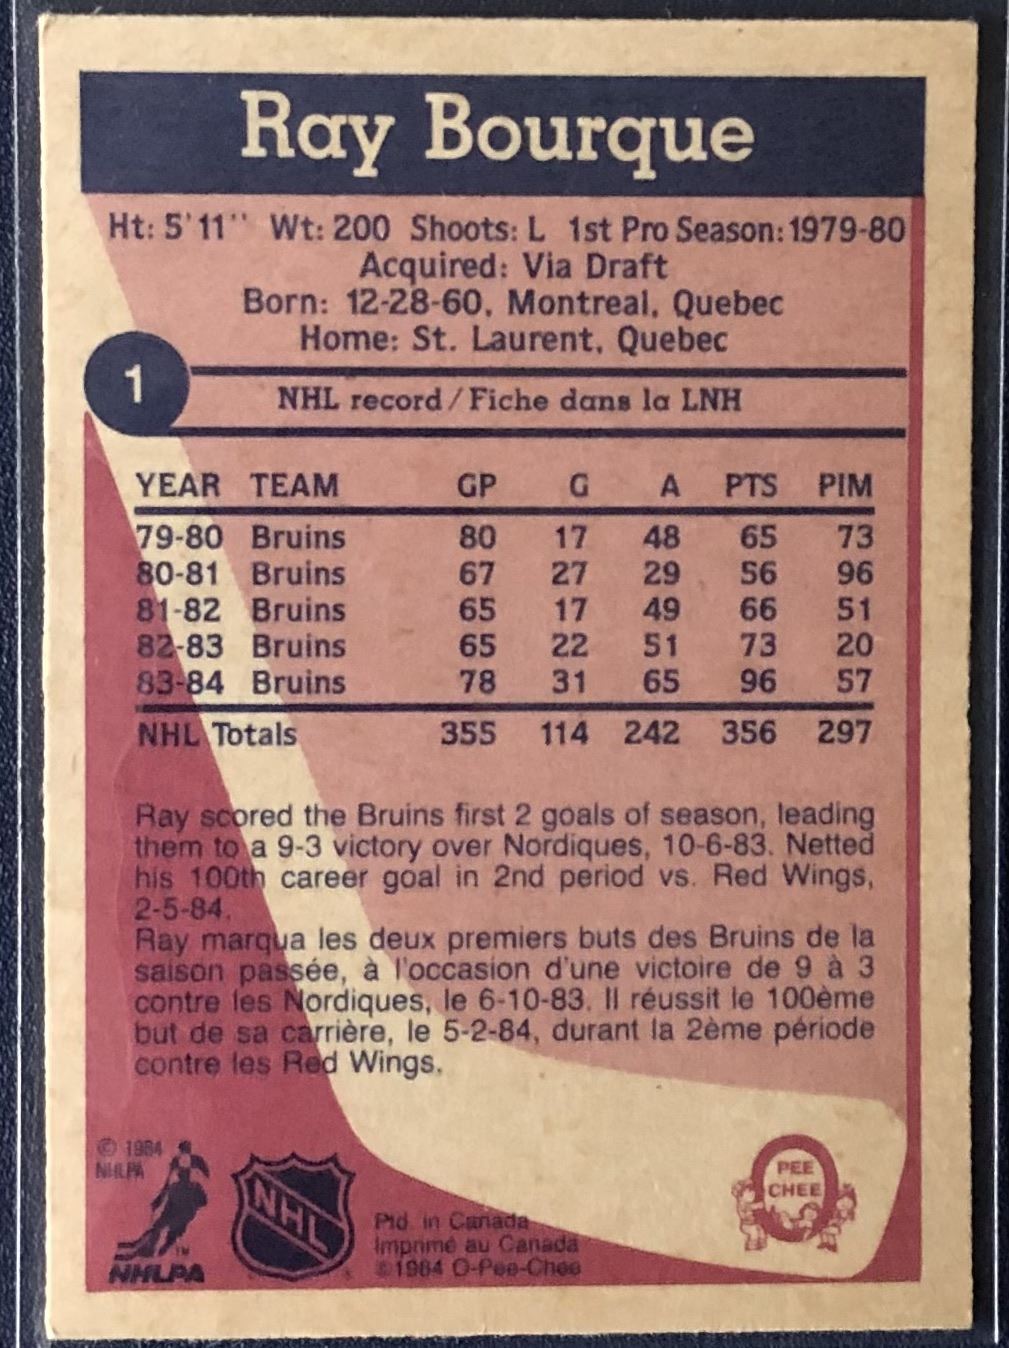 Ray Bourque
Ht: 5'11" Wt: 200 Shoots: L 1st Pro Season: 1979-80
Acquired: Via Draft
Born: 12-28-60, Montreal, Quebec
Home: St. Laurent, Quebec
1
NHL record / Fiche dans la LNH
YEAR TEAM GP G A PTS PIM
79-80 Bruins 80 17 48 65 73
80-81 Bruins 67 27 29 56 96
81-82 Bruins 65 17 49 66 51
82-83 Bruins 65 22 51 73 20
83-84 Bruins 78 31 65 96 57
NHL Totals 355 114 242 356 297
Ray scored the Bruins first 2 goals of season, leading
them to a 9-3 victory over Nordiques, 10-6-83. Netted
his 100th career goal in 2nd period vs. Red Wings,
2-5-84.
Ray marqua les deux premiers buts des Bruins de la
saison passée, à l'occasion d'une victoire de 9 à 3
contre les Nordiques, le 6-10-83. Il réussit le 100ème
but de sa carrière, le 5-2-84, durant la 2ème période
contre les Red Wings.
© 1984
NHLPA
TM
NHLPA
NHL
Ptd. in Canada
Imprimé au Canada
© 1984 O-Pee-Chee
O
PEE
CHEE